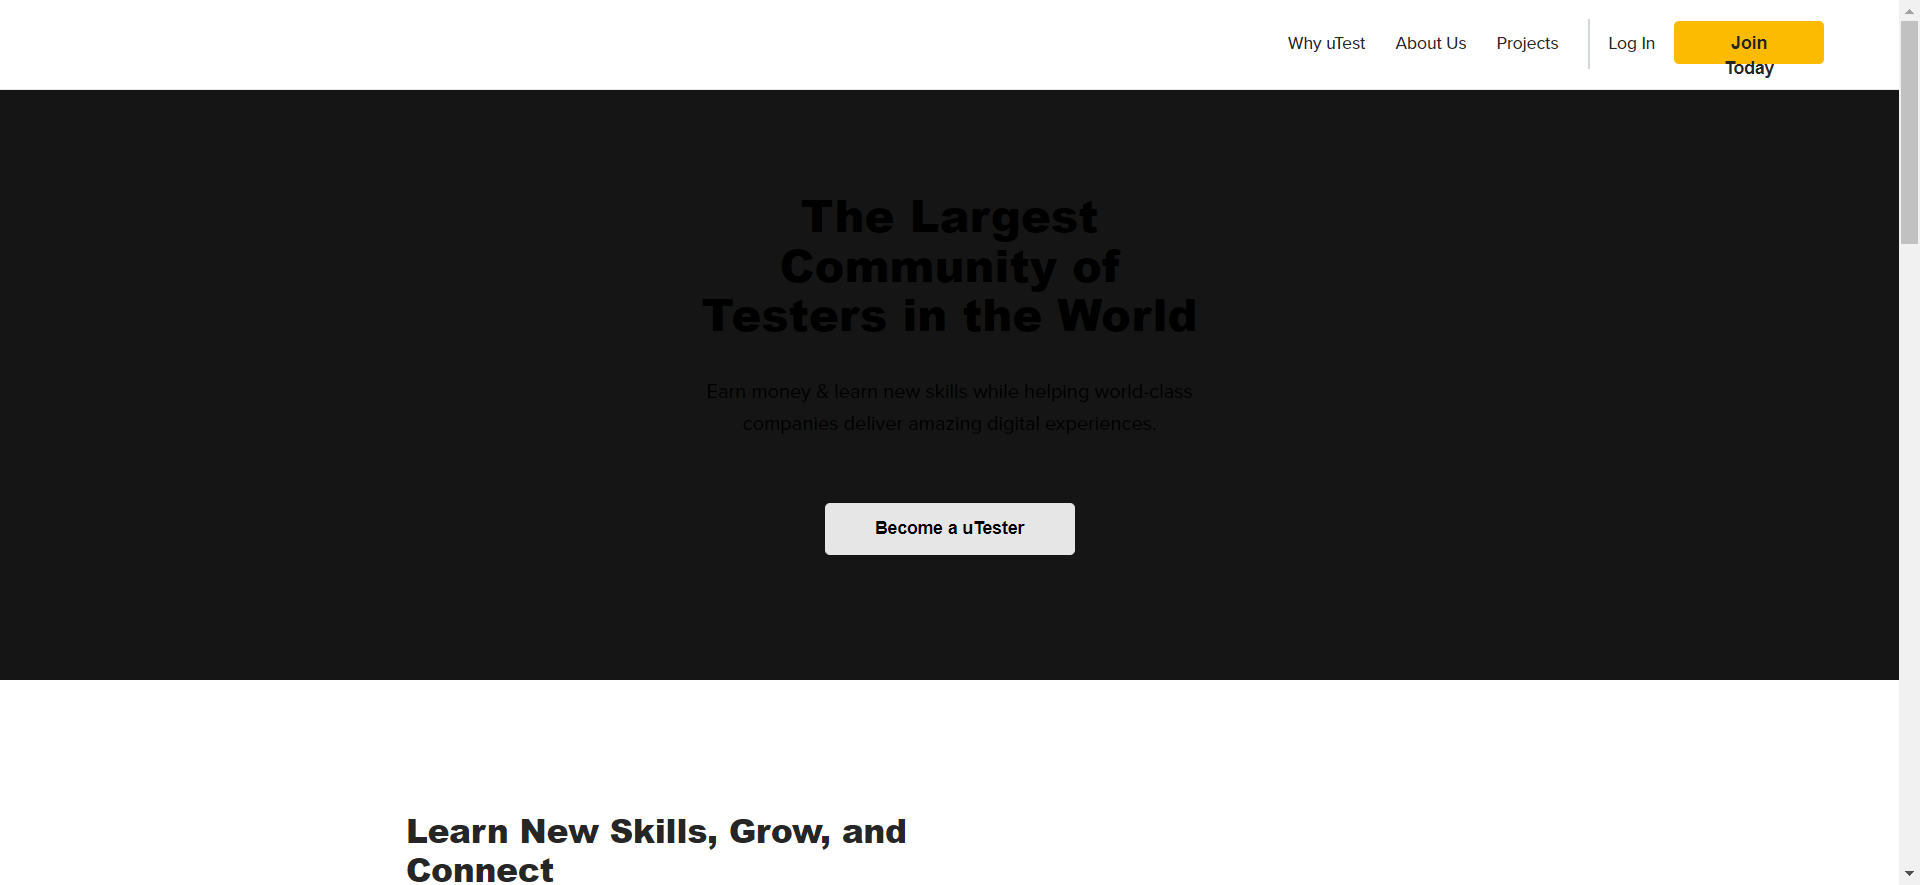 Why uTest About Us Projects Log In Join
Today
The Largest
Community of
Testers in the World
Earn money & learn new skills while helping world-class
companies deliver amazing digital experiences.
Become a uTester
Learn New Skills, Grow, and
Connect